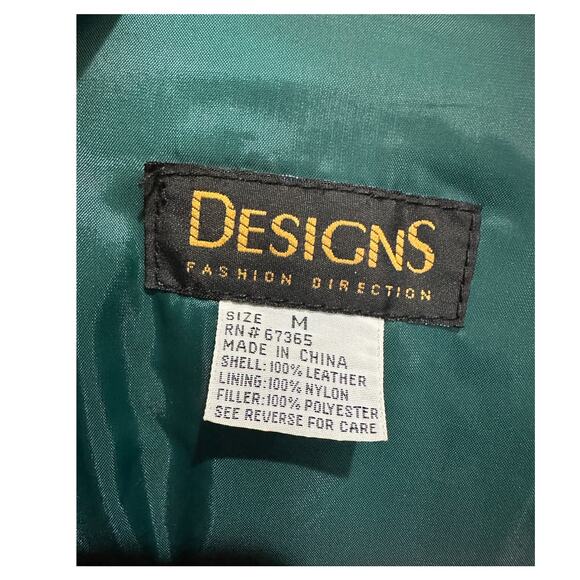 DESIGNS
FASHION DIRECTION
SIZE M
RN# 67365
MADE IN CHINA
SHELL: 100% LEATHER
LINING: 100% NYLON
FILLER: 100% POLYESTER
SEE REVERSE FOR CARE